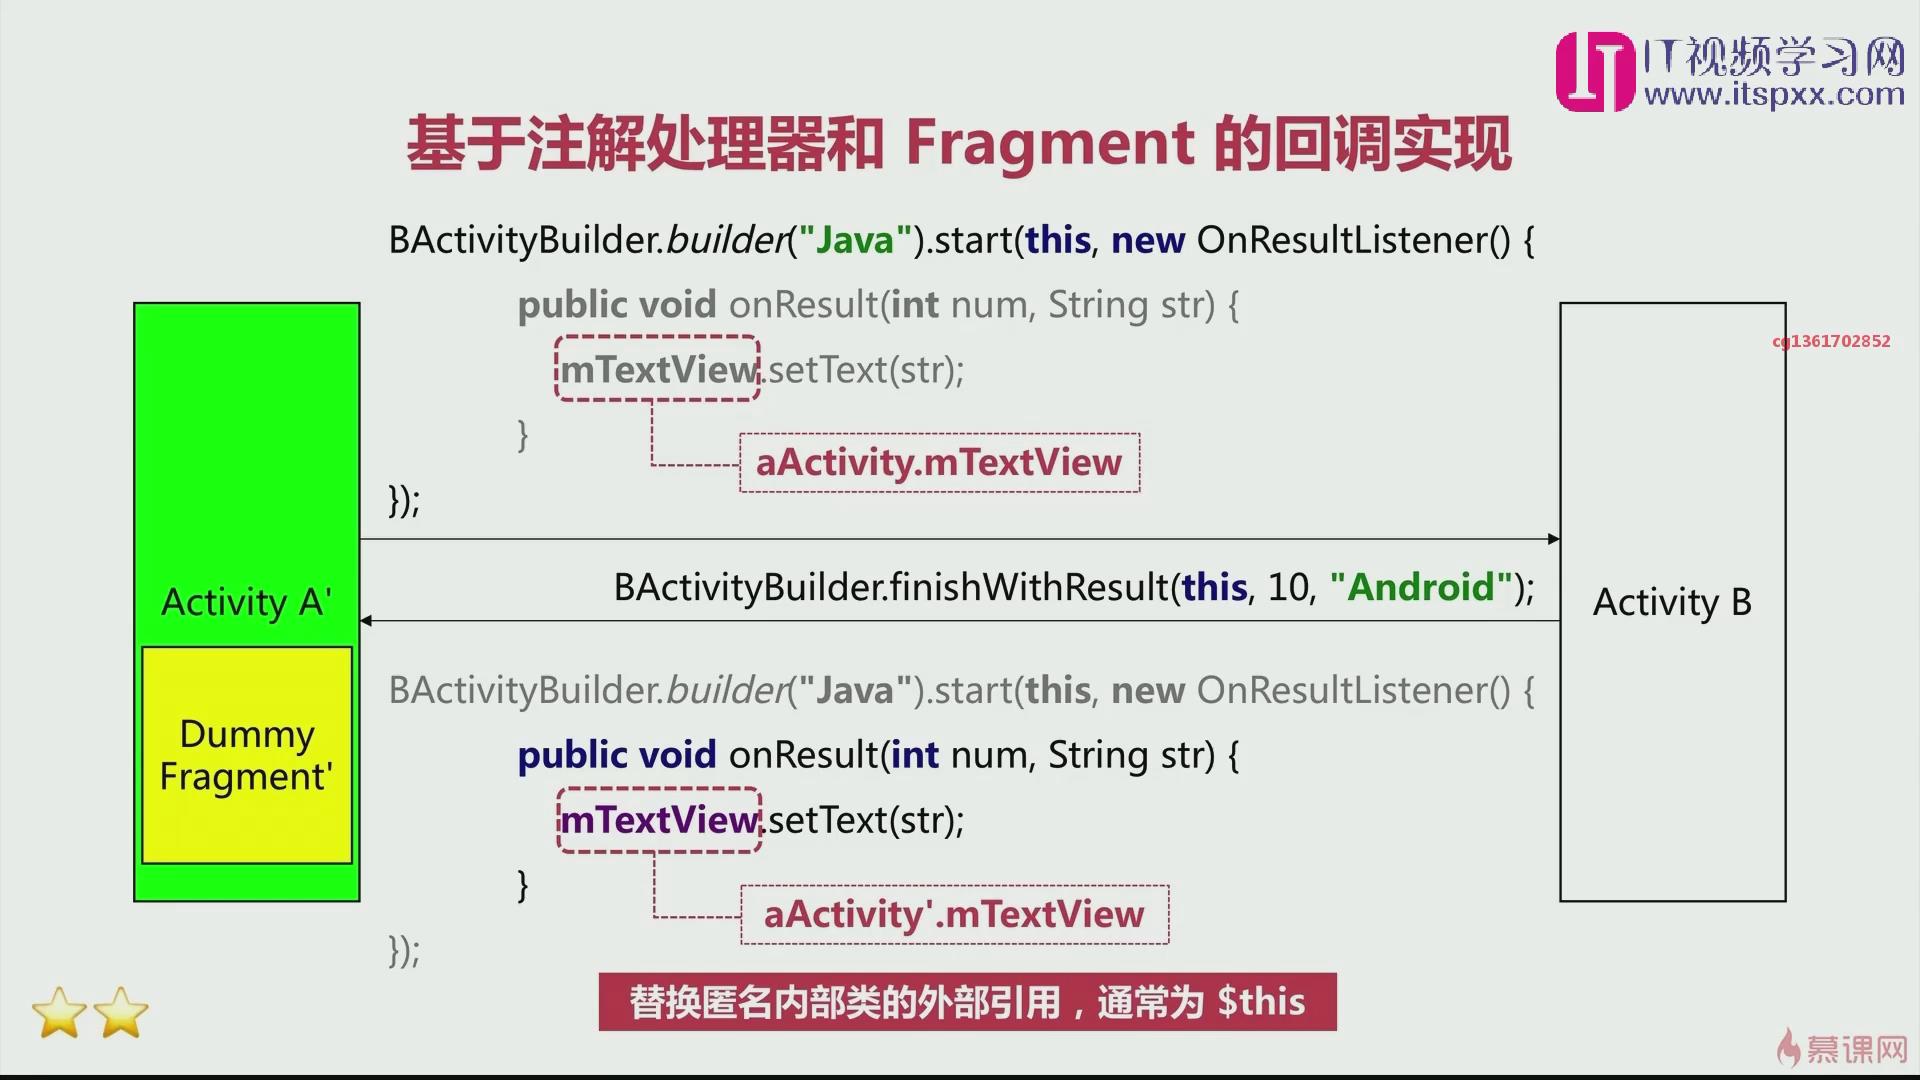 IT视频学习网
www.itspxx.com
基于注解处理器和 Fragment 的回调实现
BActivityBuilder.builder("Java").start(this, new OnResultListener() {
public void onResult(int num, String str) {
cg1361702852
mTextView.setText(str);
}
aActivity.mTextView
});
BActivityBuilder.finishWithResult(this, 10, "Android");
Activity A'
Activity B
BActivityBuilder.builder("Java").start(this, new OnResultListener() {
Dummy
Fragment'
public void onResult(int num, String str) {
mTextView.setText(str);
}
aActivity'.mTextView
});
替换匿名内部类的外部引用，通常为 $this
慕课网